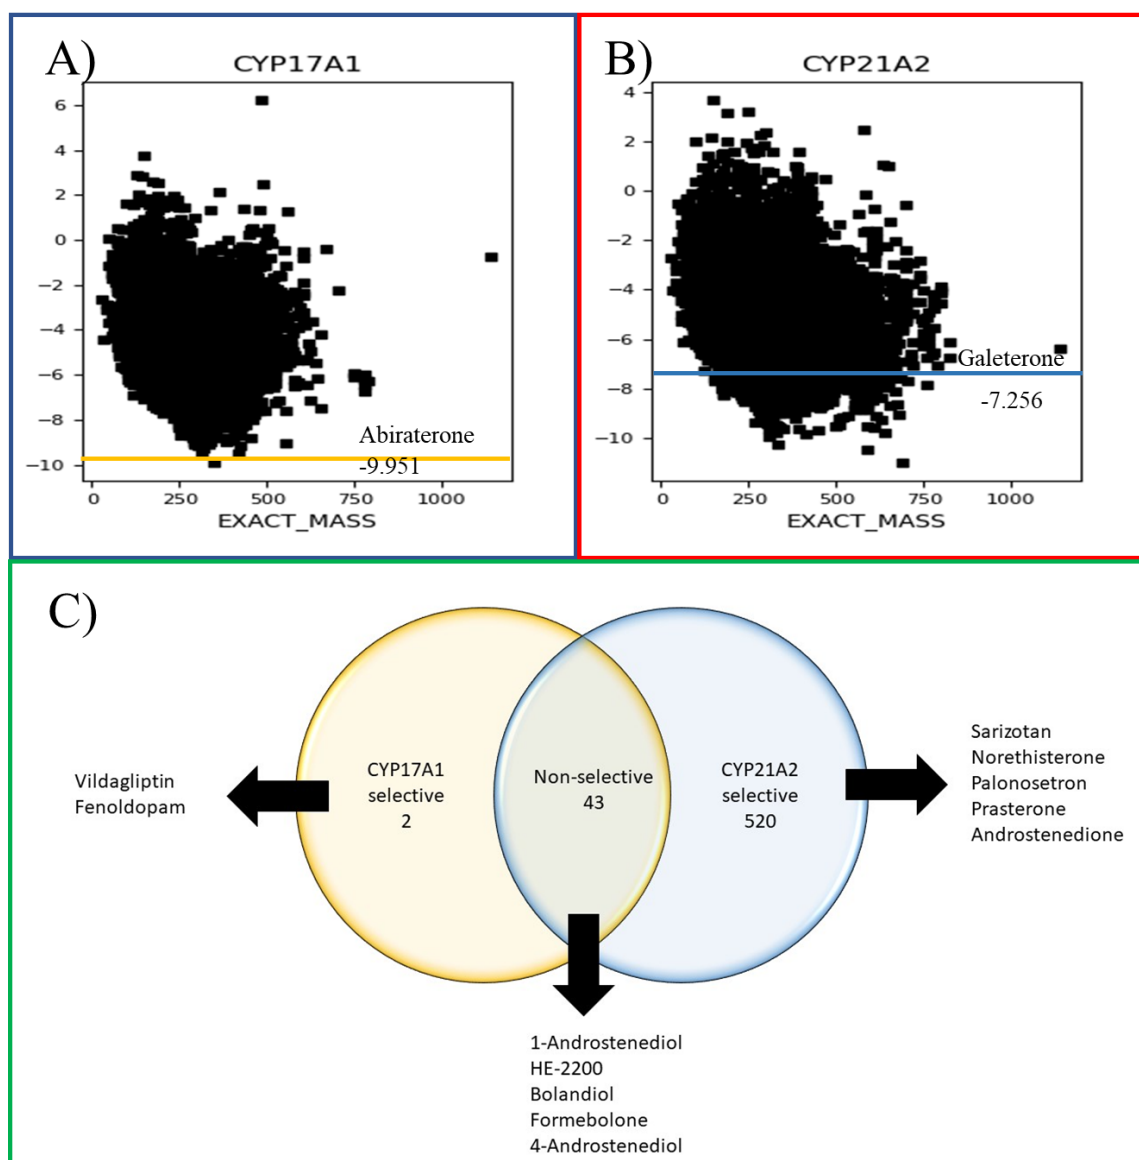 A)
CYP17A1
6
4
2
0
−2
−4
−6
−8
−10
Abiraterone
-9.951
0
250
500
750
1000
EXACT_MASS
B)
CYP21A2
4
2
0
−2
−4
−6
−8
−10
Galeterone
-7.256
0
250
500
750
1000
EXACT_MASS
C)
Vildagliptin
Fenoldopam
CYP17A1
selective
2
Non-selective
43
CYP21A2
selective
520
Sarizotan
Norethisterone
Palonosetron
Prasterone
Androstenedione
1-Androstenediol
HE-2200
Bolandiol
Formebolone
4-Androstenediol